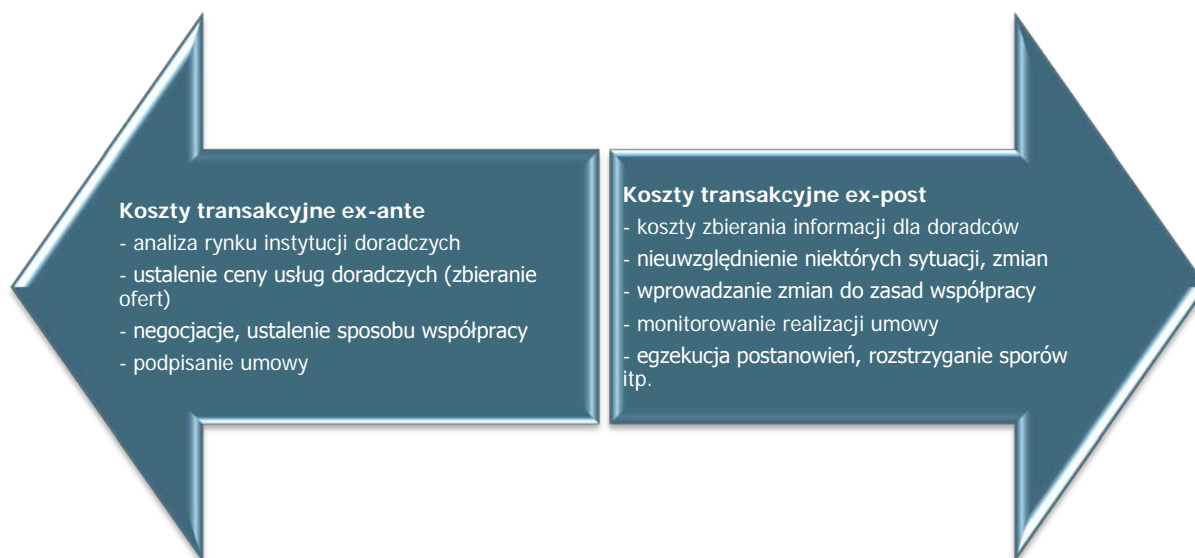 Koszty transakcyjne ex-ante
- analiza rynku instytucji doradczych
- ustalenie ceny usług doradczych (zbieranie
ofert)
- negocjacje, ustalenie sposobu współpracy
- podpisanie umowy
Koszty transakcyjne ex-post
- koszty zbierania informacji dla doradców
- nieuwzględnienie niektórych sytuacji, zmian
- wprowadzanie zmian do zasad współpracy
- monitorowanie realizacji umowy
- egzekucja postanowień, rozstrzyganie sporów
itp.